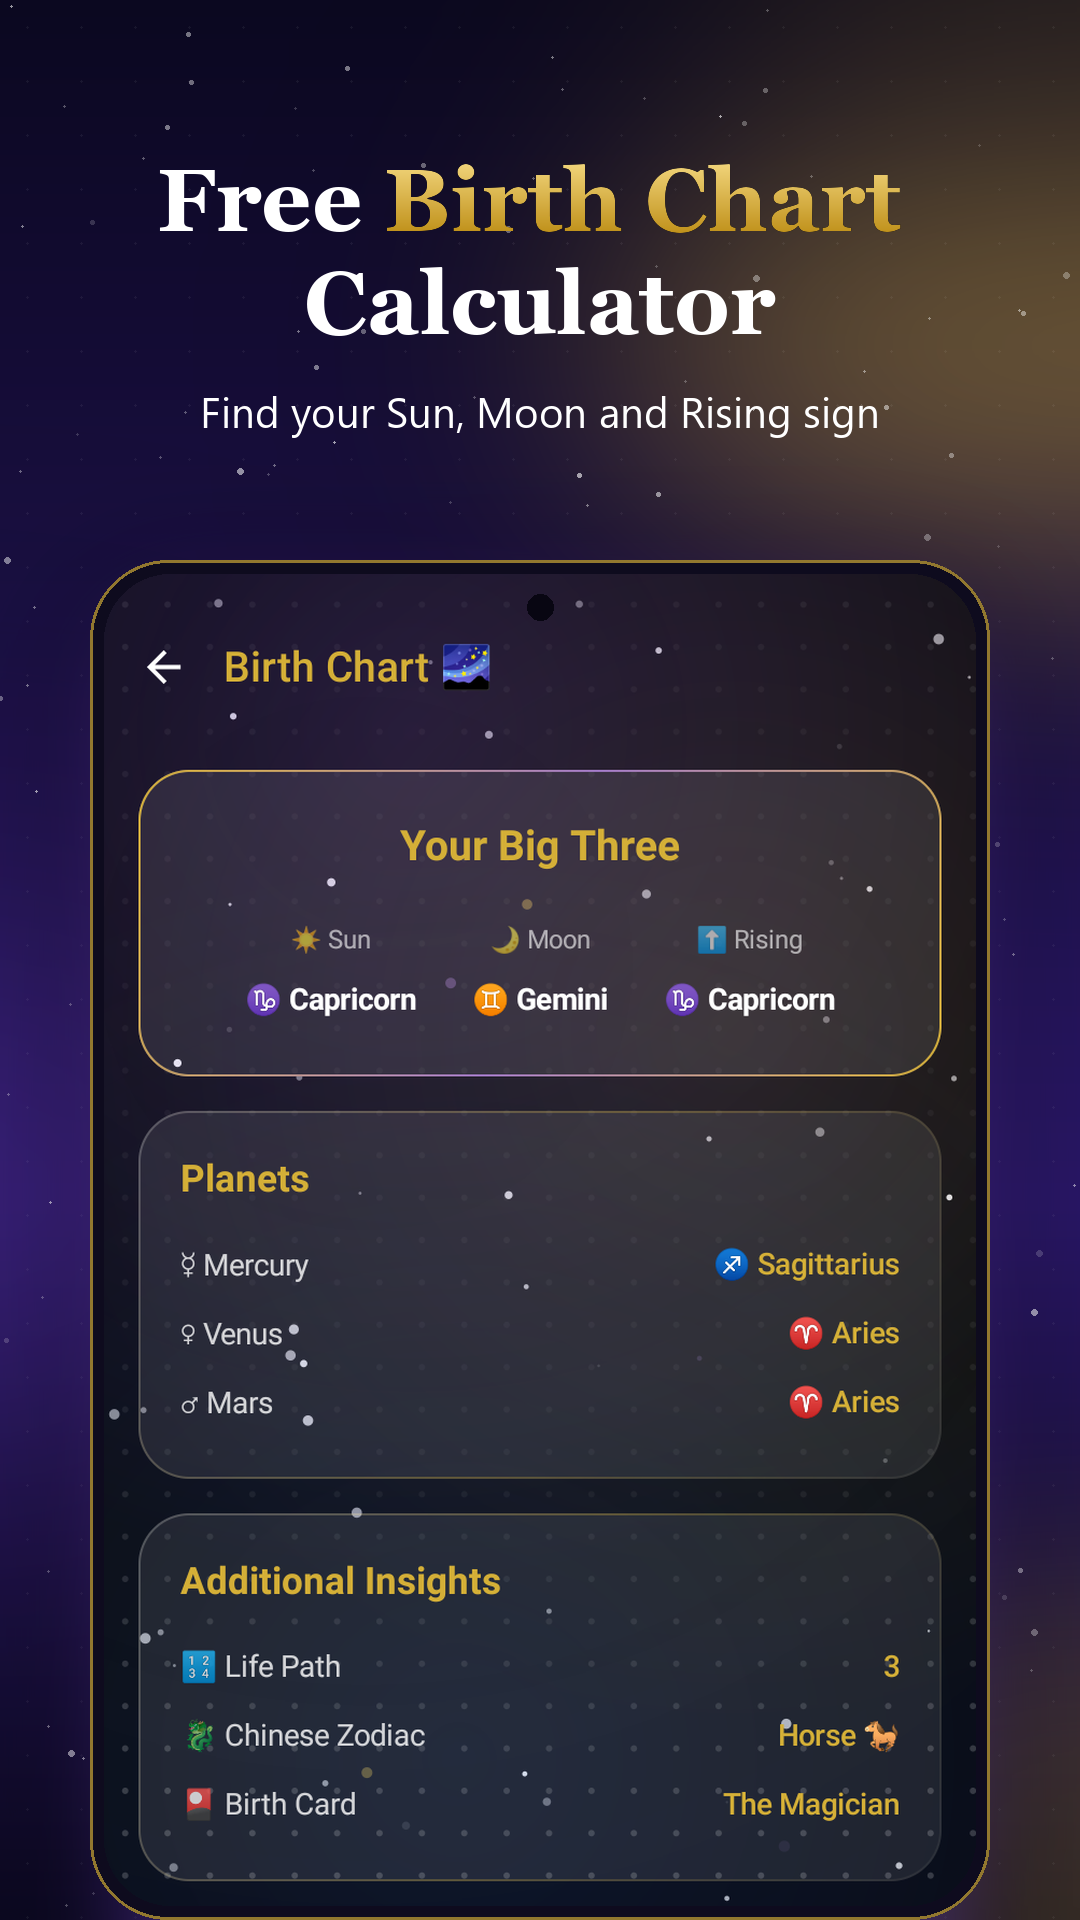 Free Birth Chart
Calculator
Find your Sun, Moon and Rising sign
Birth Chart 🌌
Your Big Three
☀️ Sun 🌙 Moon ⬆️ Rising
♑ Capricorn ♊ Gemini ♑ Capricorn
Planets
☿ Mercury ♐ Sagittarius
♀ Venus ♈ Aries
♂ Mars ♈ Aries
Additional Insights
🔢 Life Path 3
🐉 Chinese Zodiac Horse 🐎
🎴 Birth Card The Magician